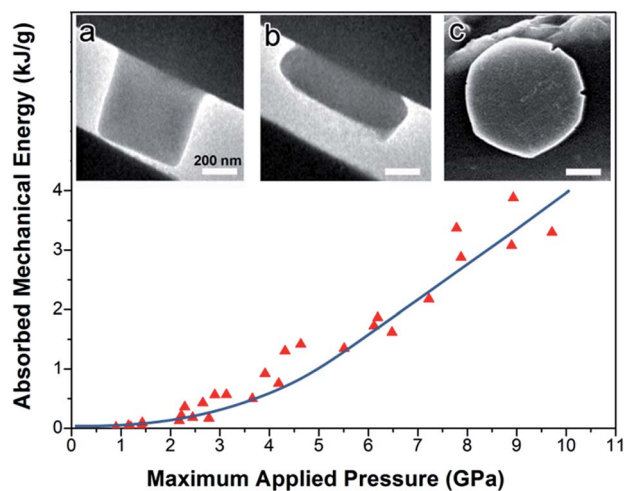 a
b
c
200 nm
Absorbed Mechanical Energy (kJ/g)
4
3
2
1
0
0 1 2 3 4 5 6 7 8 9 10 11
Maximum Applied Pressure (GPa)